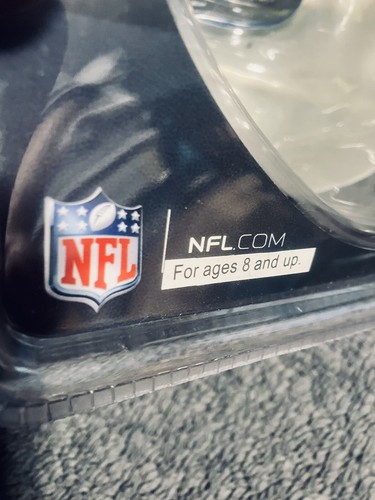 NFL
NFL.COM
For ages 8 and up.